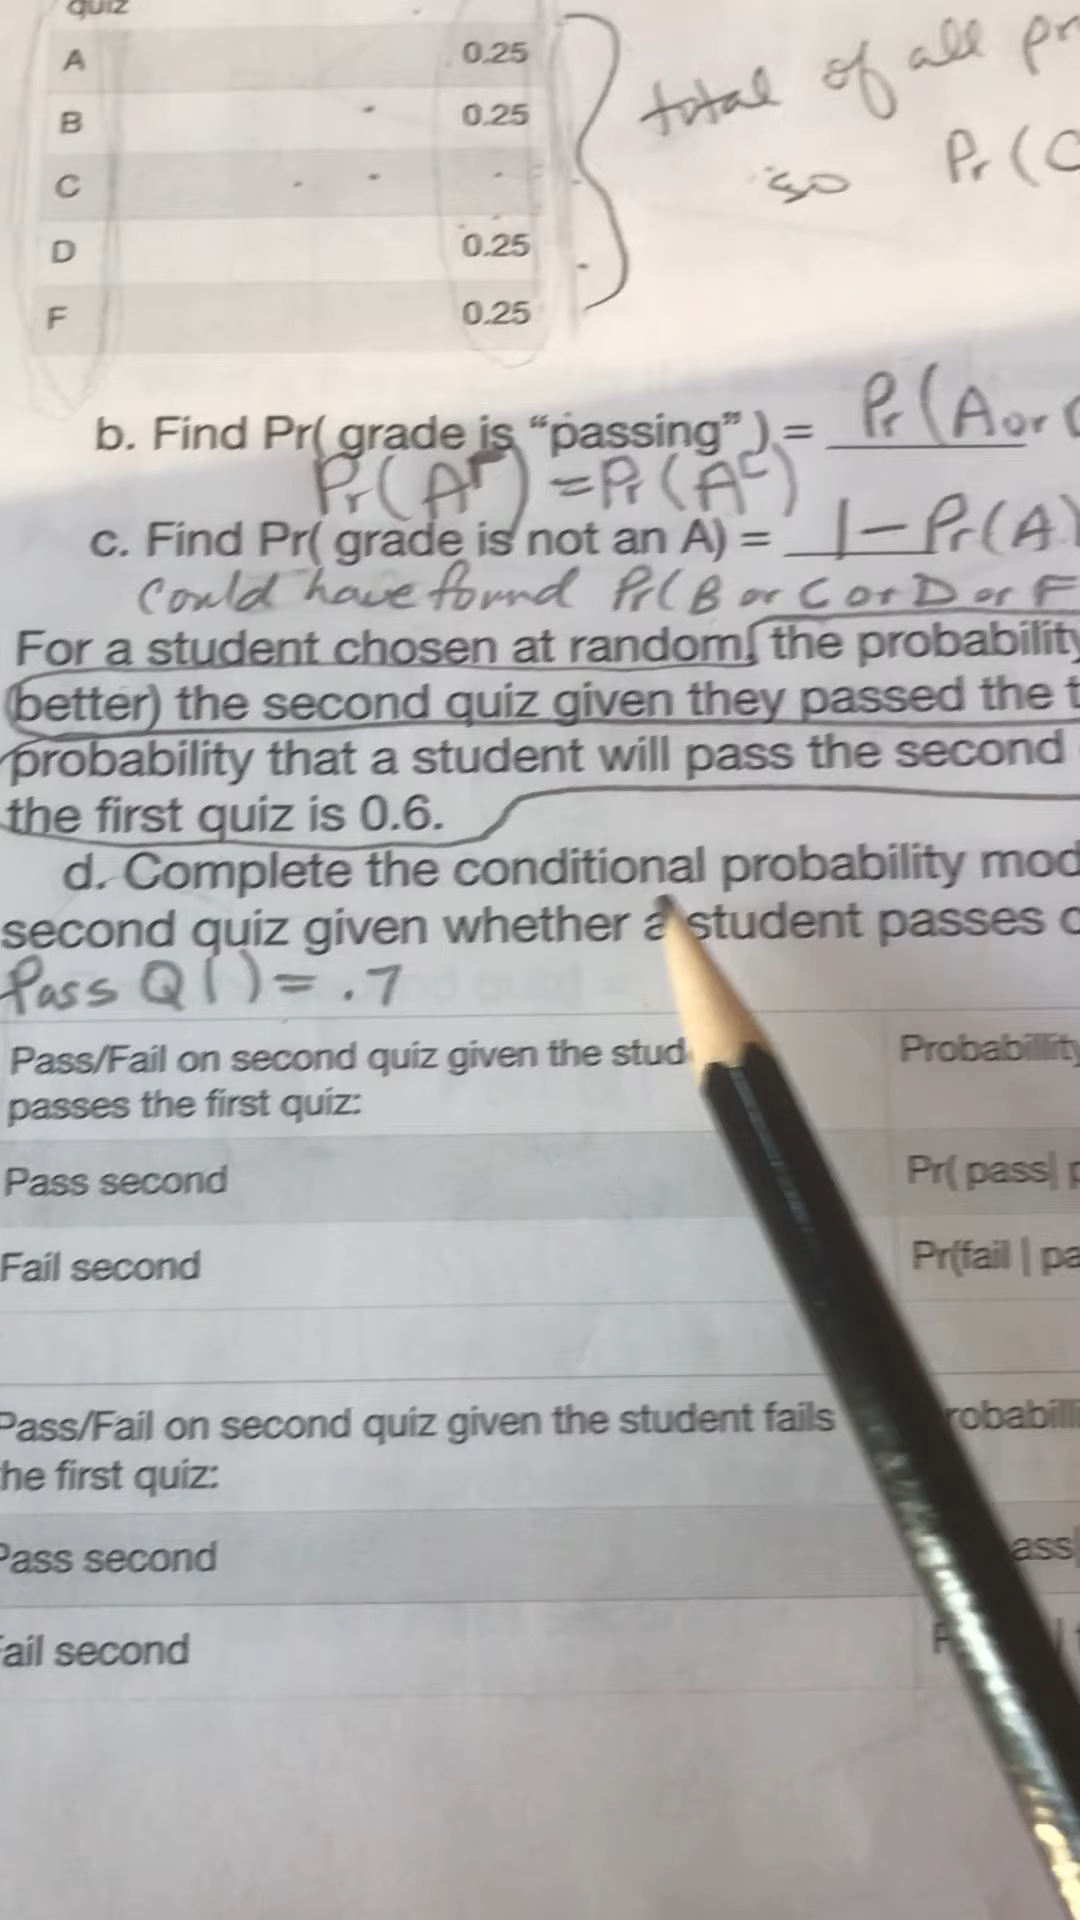 quiz
A 0.25
B 0.25
C
D 0.25
F 0.25
total of all pr
so Pr(C
b. Find Pr( grade is “passing” ) = Pr(A or
Pr(A ) = Pr(Aᶜ)
c. Find Pr( grade is not an A) = 1 - Pr(A)
Could have found Pr(B or C or D or F
For a student chosen at random, the probability
better) the second quiz given they passed the
probability that a student will pass the second
the first quiz is 0.6.
d. Complete the conditional probability mod
second quiz given whether a student passes
Pass Q1) = .7
Pass/Fail on second quiz given the stud Probabillity
passes the first quiz:
Pass second Pr( pass| p
Fail second Pr(fail | pa
Pass/Fail on second quiz given the student fails robabilli
he first quiz:
Pass second ass|
ail second